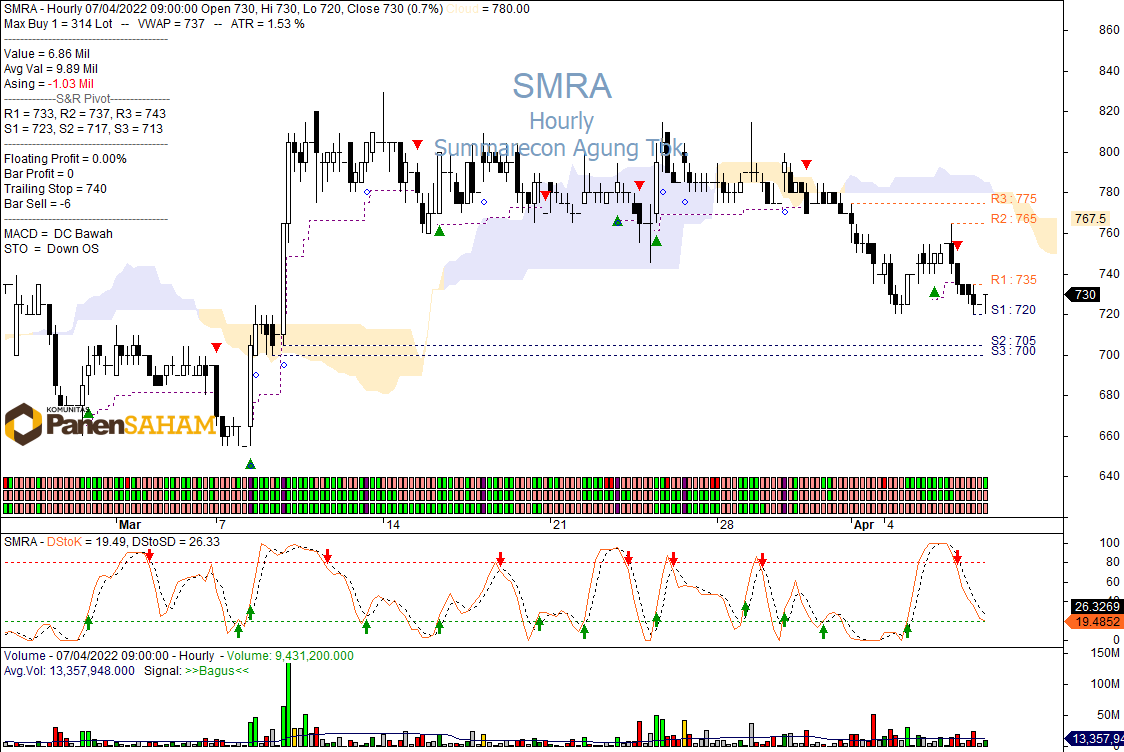 SMRA - Hourly 07/04/2022 09:00:00 Open 730, Hi 730, Lo 720, Close 730 (0.7%) Cloud = 780.00
Max Buy 1 = 314 Lot -- VWAP = 737 -- ATR = 1.53 %
Value = 6.86 Mil
Avg Val = 9.89 Mil
Asing = -1.03 Mil
-------------S&R Pivot---------------
R1 = 733, R2 = 737, R3 = 743
S1 = 723, S2 = 717, S3 = 713
Floating Profit = 0.00%
Bar Profit = 0
Trailing Stop = 740
Bar Sell = -6
MACD = DC Bawah
STO = Down OS
SMRA
Hourly
Summarecon Agung Tbk
860
840
820
800
780
R3 : 775
R2 : 765
767.5
760
740
R1 : 735
730
S1 : 720
720
S2 : 705
S3 : 700
700
680
660
640
KOMUNITAS
PanenSAHAM
Mar
7
14
21
28
Apr
4
SMRA - DStoK = 19.49, DStoSD = 26.33
100
80
60
40
26.3269
19.4852
0
Volume - 07/04/2022 09:00:00 - Hourly - Volume: 9,431,200.000
Avg.Vol: 13,357,948.000 Signal: >>Bagus<<
150M
100M
50M
13,357,94